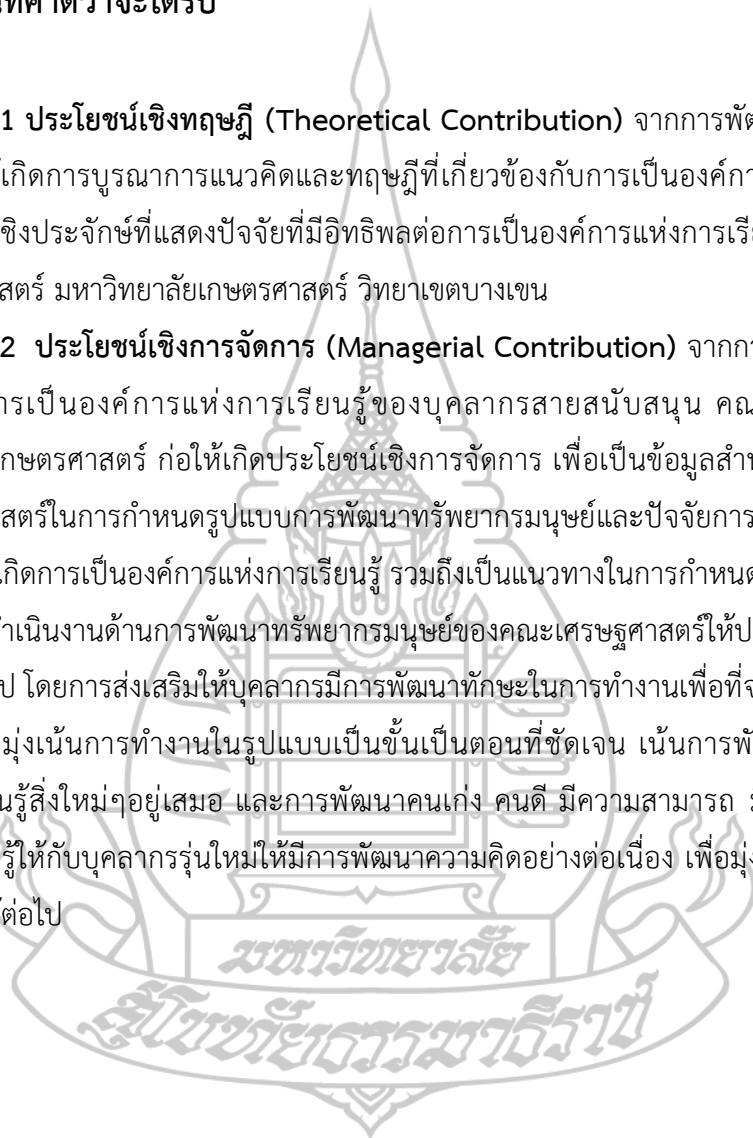 1 ประโยชน์เชิงทฤษฎี (Theoretical Contribution) จากการพัฒ
เกิดการบูรณาการแนวคิดและทฤษฎีที่เกี่ยวข้องกับการเป็นองค์กา
ชิงประจักษ์ที่แสดงปัจจัยที่มีอิทธิพลต่อการเป็นองค์การแห่งการเรีย
สตร์ มหาวิทยาลัยเกษตรศาสตร์ วิทยาเขตบางเขน
2 ประโยชน์เชิงการจัดการ (Managerial Contribution) จากกา
ารเป็นองค์การแห่งการเรียนรู้ของบุคลากรสายสนับสนุน คณ
กษตรศาสตร์ ก่อให้เกิดประโยชน์เชิงการจัดการ เพื่อเป็นข้อมูลสำห
สตร์ในการกำหนดรูปแบบการพัฒนาทรัพยากรมนุษย์และปัจจัยการ
เกิดการเป็นองค์การแห่งการเรียนรู้ รวมถึงเป็นแนวทางในการกำหนด
ำเนินงานด้านการพัฒนาทรัพยากรมนุษย์ของคณะเศรษฐศาสตร์ให้ป
ป โดยการส่งเสริมให้บุคลากรมีการพัฒนาทักษะในการทำงานเพื่อที่จ
มุ่งเน้นการทำงานในรูปแบบเป็นขั้นเป็นตอนที่ชัดเจน เน้นการพั
นรู้สิ่งใหม่ๆอยู่เสมอ และการพัฒนาคนเก่ง คนดี มีความสามารถ
รู้ให้กับบุคลากรรุ่นใหม่ให้มีการพัฒนาความคิดอย่างต่อเนื่อง เพื่อมุ่ง
ต่อไป
มหาวิทยาลัย
สุโขทัยธรรมาธิราช